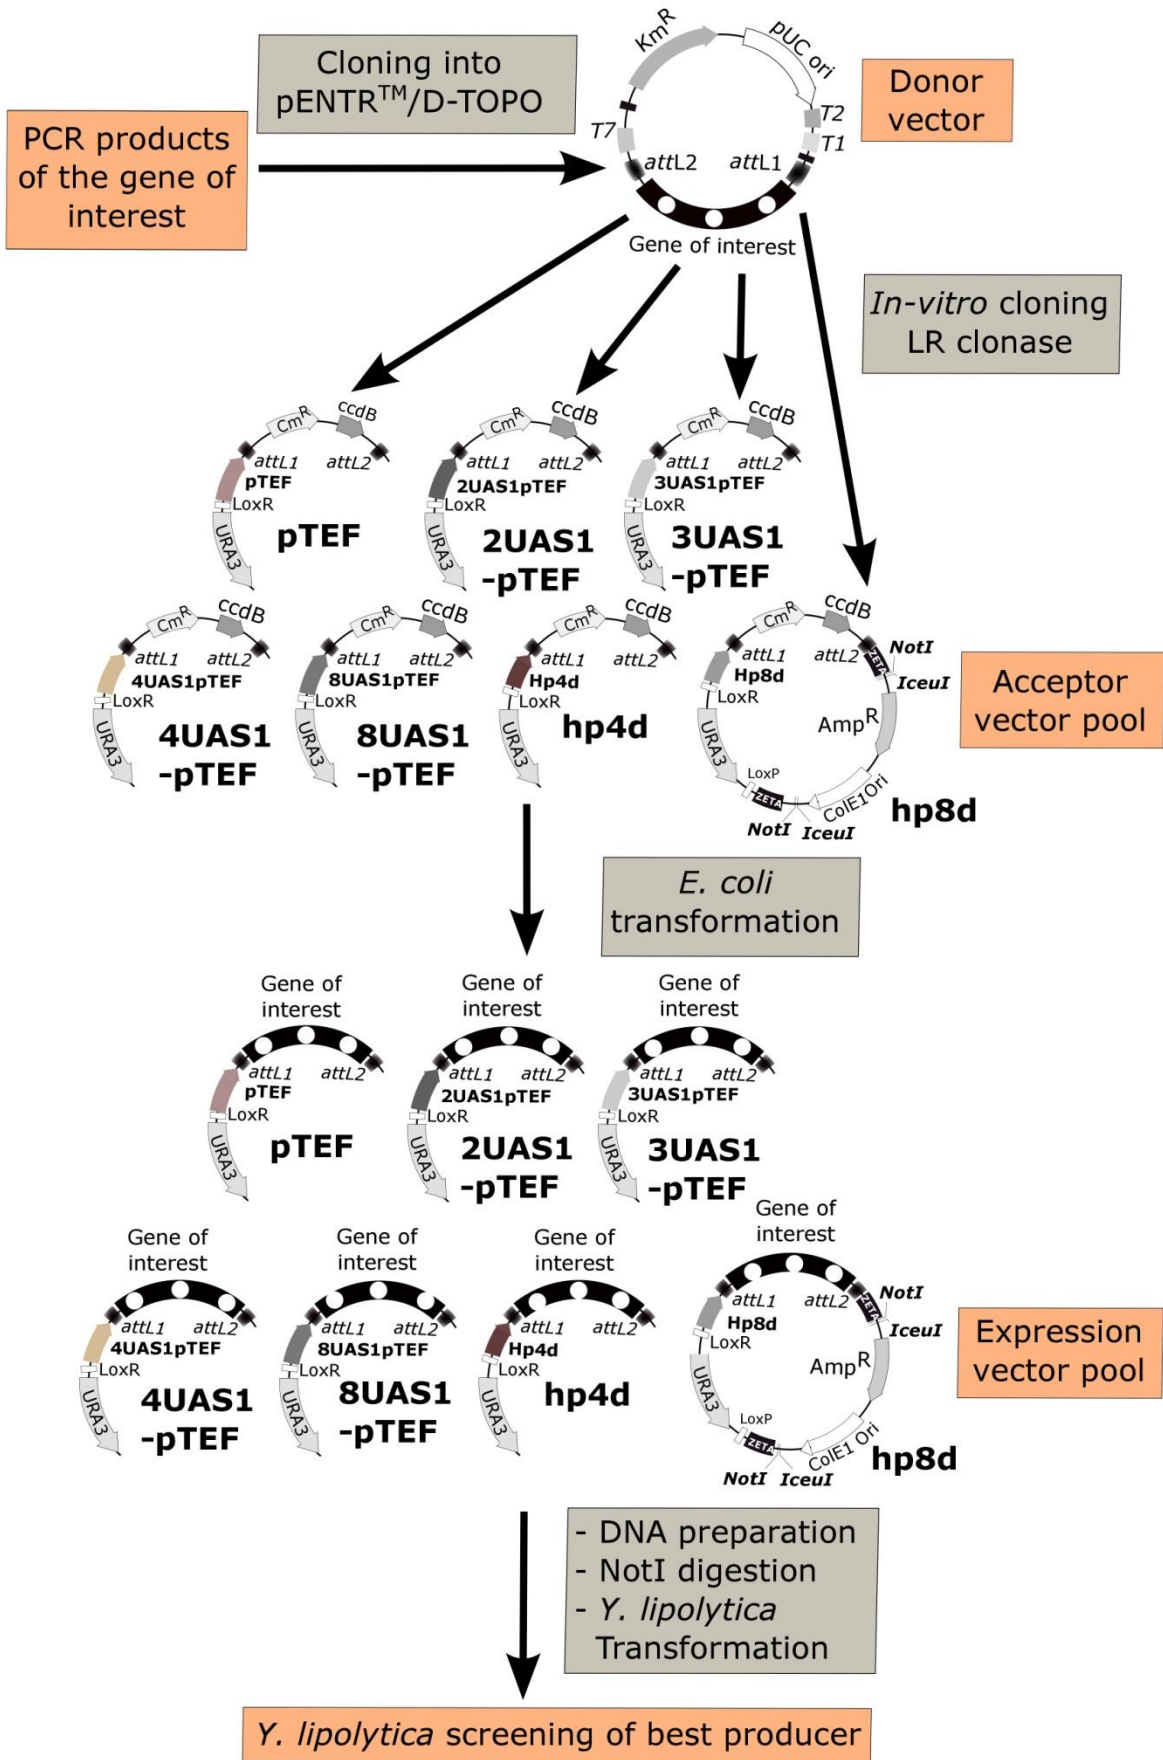 Cloning into
pENTR™/D-TOPO
PCR products
of the gene of
interest
KmR
pUC ori
T2
T1
T7
attL2
attL1
Gene of interest
Donor
vector
In-vitro cloning
LR clonase
CmR
ccdB
attL1
attL2
pTEF
LoxR
URA3
pTEF
CmR
ccdB
attL1
attL2
2UAS1pTEF
LoxR
URA3
2UAS1
-pTEF
CmR
ccdB
attL1
attL2
3UAS1pTEF
LoxR
URA3
3UAS1
-pTEF
CmR
ccdB
attL1
attL2
4UAS1pTEF
LoxR
URA3
4UAS1
-pTEF
CmR
ccdB
attL1
attL2
8UAS1pTEF
LoxR
URA3
8UAS1
-pTEF
CmR
ccdB
attL1
attL2
Hp4d
LoxR
URA3
hp4d
CmR
ccdB
attL1
attL2
Hp8d
LoxR
URA3
ZETA
NotI
IceuI
AmpR
LoxP
ZETA
ColE1Ori
NotI
IceuI
hp8d
Acceptor
vector pool
E. coli
transformation
Gene of
interest
attL1
attL2
pTEF
LoxR
URA3
pTEF
Gene of
interest
attL1
attL2
2UAS1pTEF
LoxR
URA3
2UAS1
-pTEF
Gene of
interest
attL1
attL2
3UAS1pTEF
LoxR
URA3
3UAS1
-pTEF
Gene of
interest
attL1
attL2
4UAS1pTEF
LoxR
URA3
4UAS1
-pTEF
Gene of
interest
attL1
attL2
8UAS1pTEF
LoxR
URA3
8UAS1
-pTEF
Gene of
interest
attL1
attL2
Hp4d
LoxR
URA3
hp4d
Gene of
interest
attL1
attL2
Hp8d
LoxR
URA3
ZETA
NotI
IceuI
AmpR
LoxP
ZETA
ColE1 Ori
NotI
IceuI
hp8d
Expression
vector pool
- DNA preparation
- NotI digestion
- Y. lipolytica
Transformation
Y. lipolytica screening of best producer